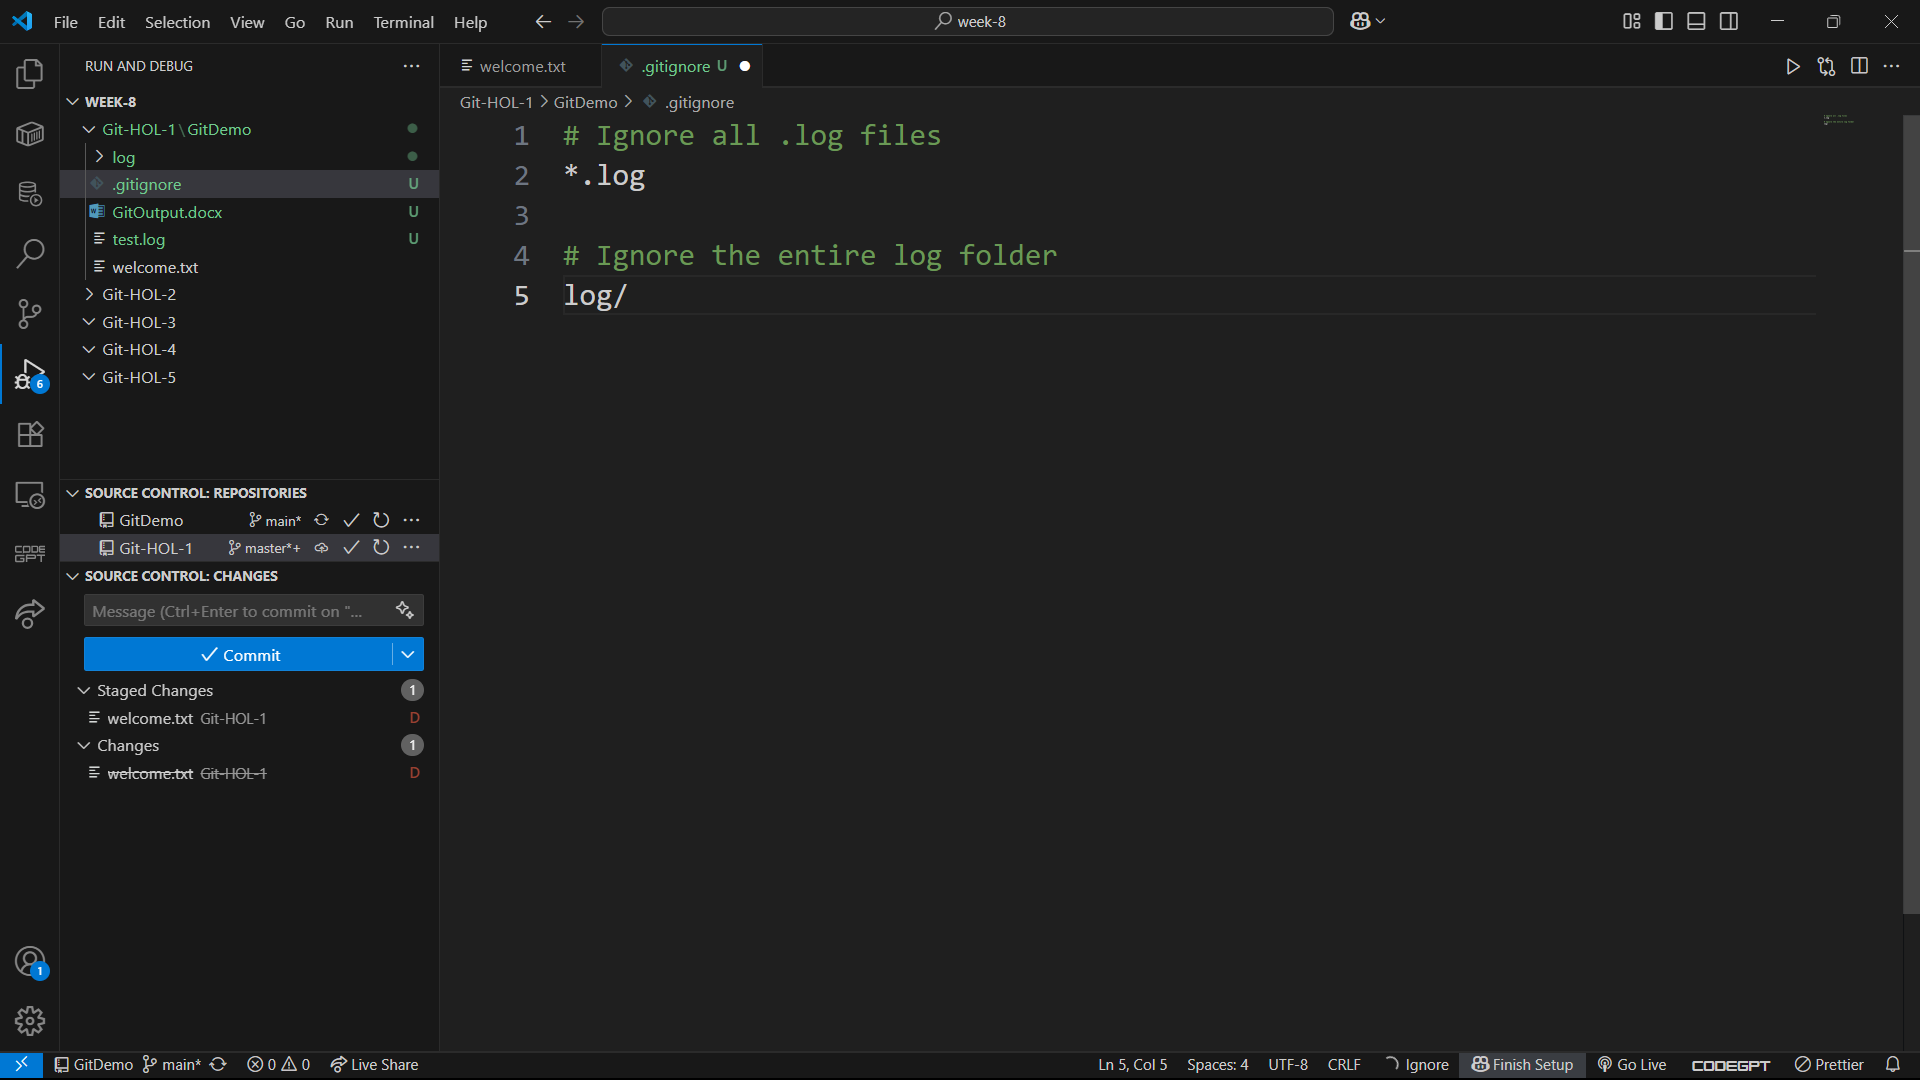 File Edit Selection View Go Run Terminal Help
week-8
RUN AND DEBUG
WEEK-8
Git-HOL-1\GitDemo
log
.gitignore U
GitOutput.docx U
test.log U
welcome.txt
Git-HOL-2
Git-HOL-3
Git-HOL-4
Git-HOL-5
6
CODE
GPT
SOURCE CONTROL: REPOSITORIES
GitDemo main*
Git-HOL-1 master*+
SOURCE CONTROL: CHANGES
Message (Ctrl+Enter to commit on "...
Commit
Staged Changes 1
welcome.txt Git-HOL-1 D
Changes 1
welcome.txt Git-HOL-1 D
1
welcome.txt
.gitignore U
Git-HOL-1 > GitDemo > .gitignore
1 # Ignore all .log files
2 *.log
3
4 # Ignore the entire log folder
5 log/
GitDemo main* 0 0 Live Share
Ln 5, Col 5 Spaces: 4 UTF-8 CRLF Ignore Finish Setup Go Live CODEGPT Prettier